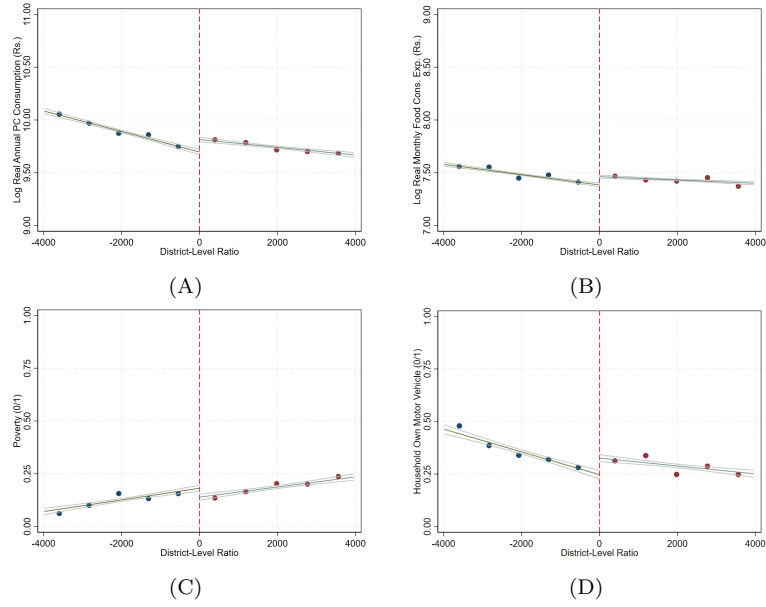 Log Real Annual PC Consumption (Rs.)
11.00
10.50
10.00
9.50
9.00
-4000 -2000 0 2000 4000
District-Level Ratio
(A)
Log Real Monthly Food Cons. Exp. (Rs.)
9.00
8.50
8.00
7.50
7.00
-4000 -2000 0 2000 4000
District-Level Ratio
(B)
Poverty (0/1)
1.00
0.75
0.50
0.25
0.00
-4000 -2000 0 2000 4000
District-Level Ratio
(C)
Household Own Motor Vehicle (0/1)
1.00
0.75
0.50
0.25
0.00
-4000 -2000 0 2000 4000
District-Level Ratio
(D)